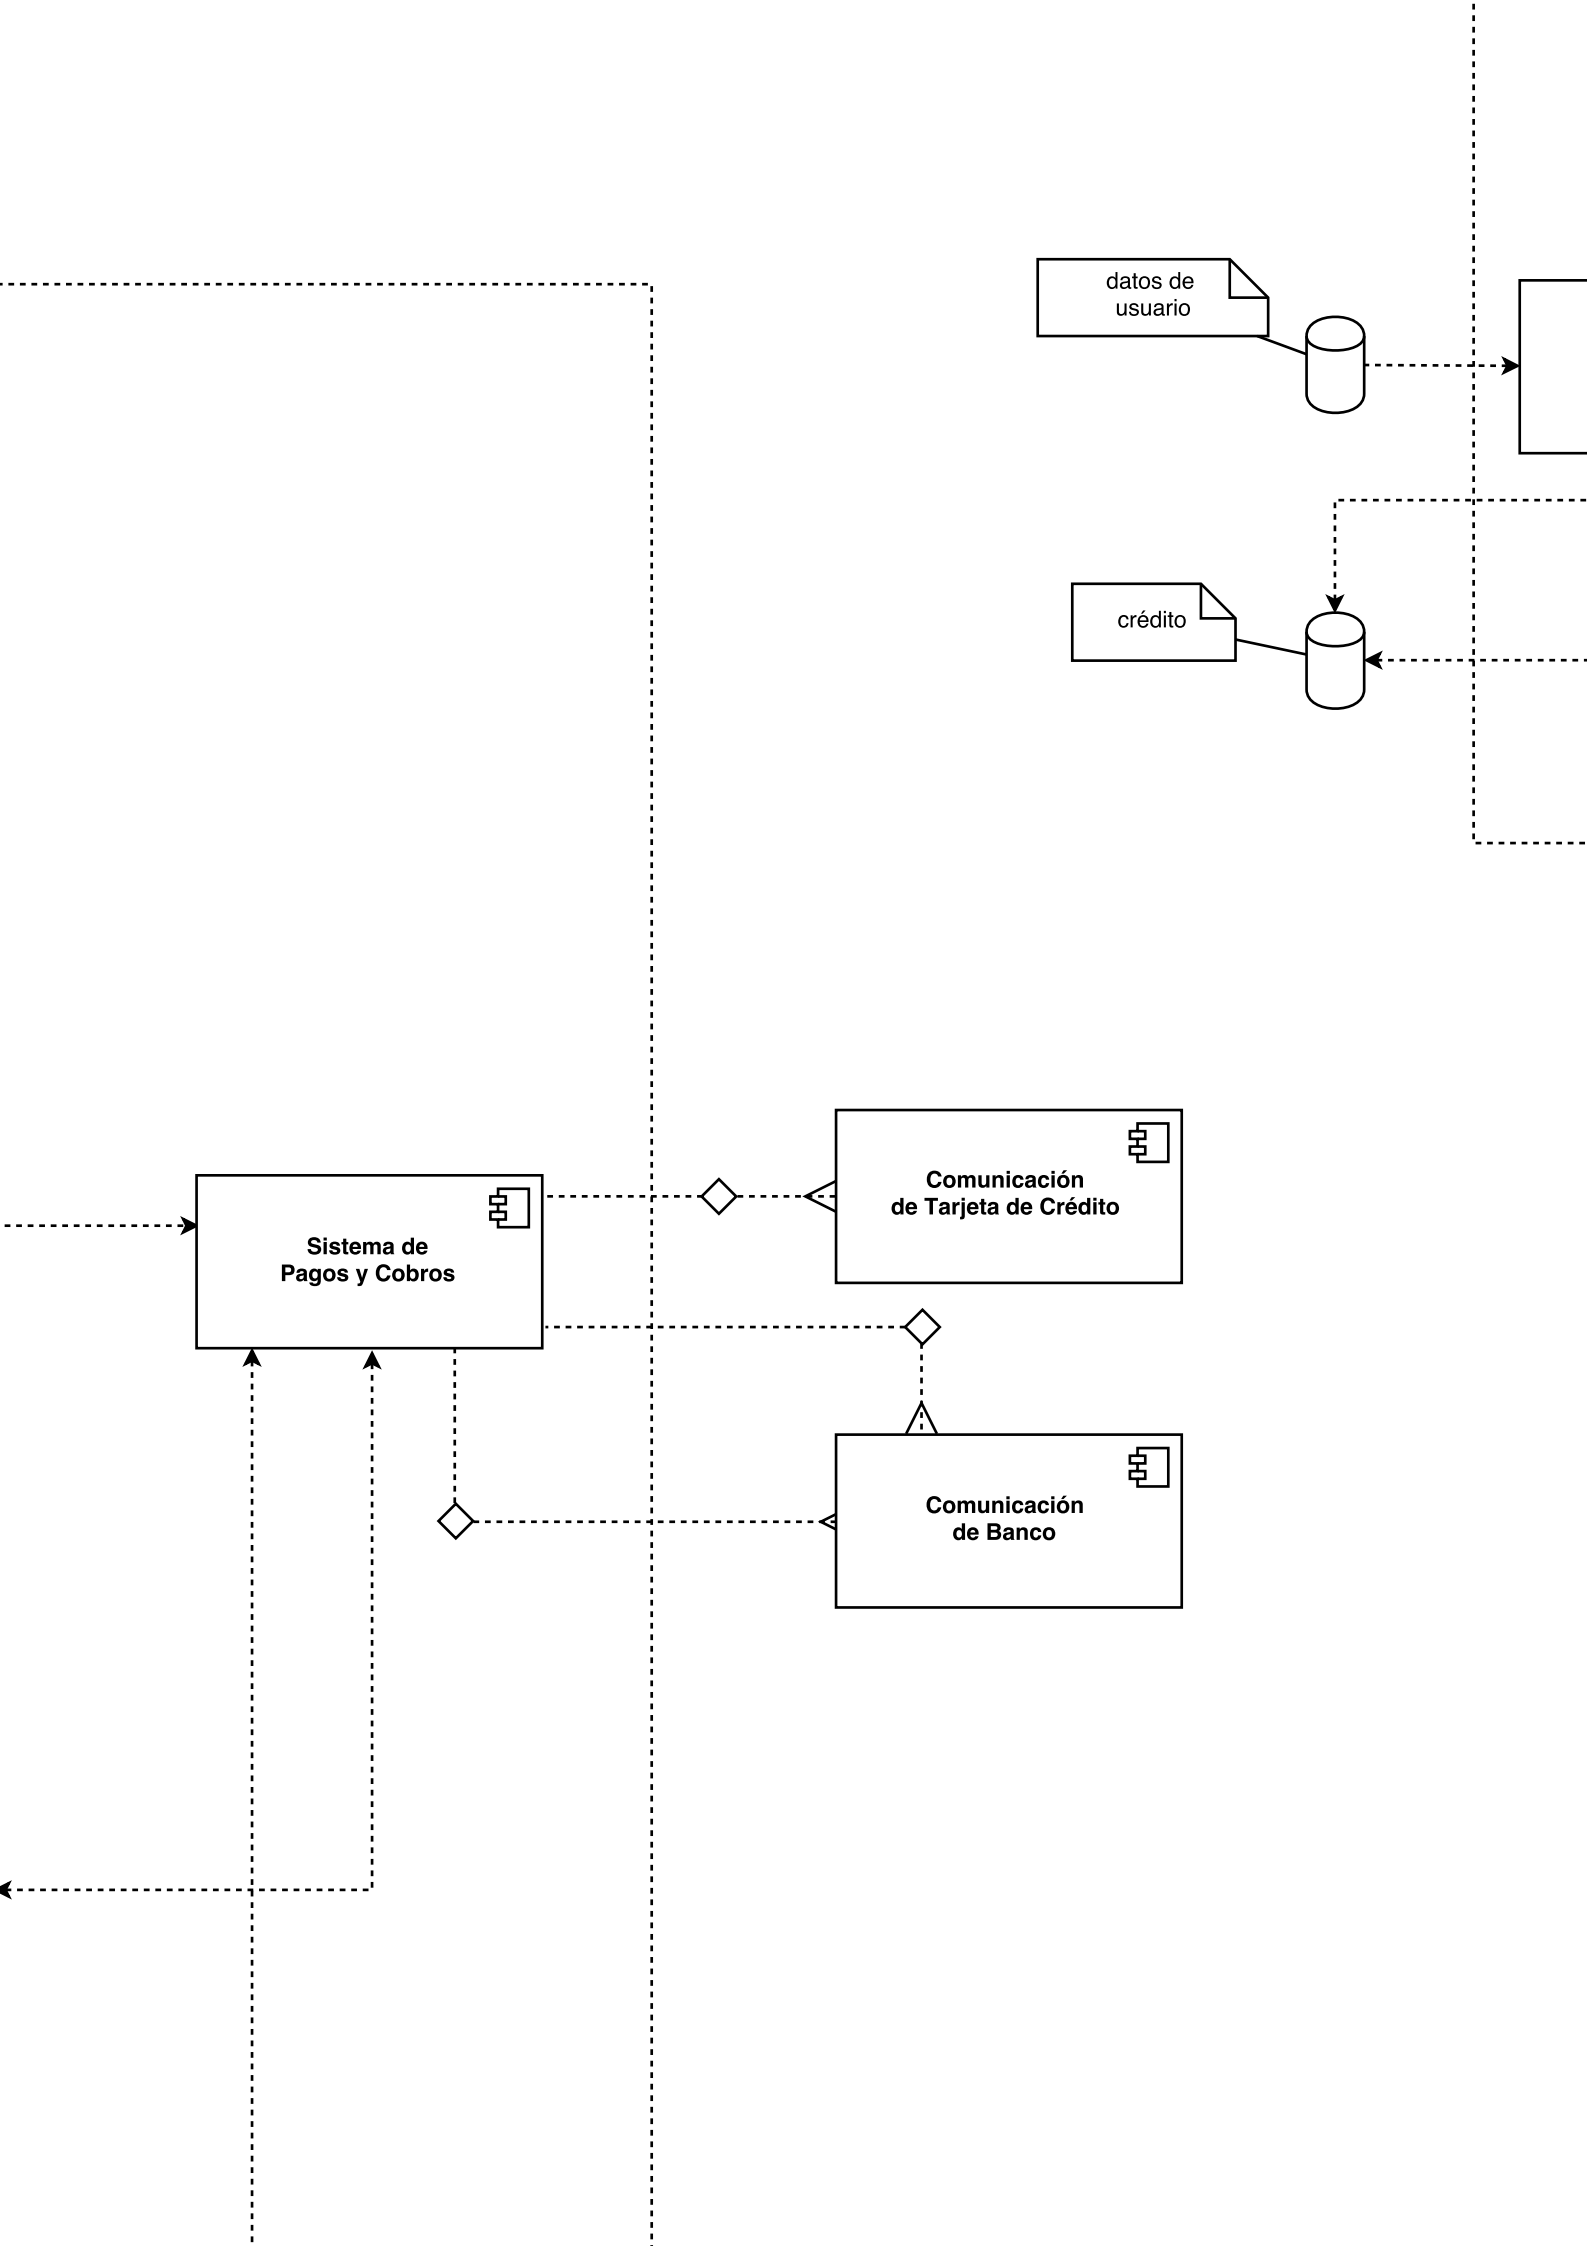 datos de
usuario
crédito
Comunicación
de Tarjeta de Crédito
Sistema de
Pagos y Cobros
Comunicación
de Banco